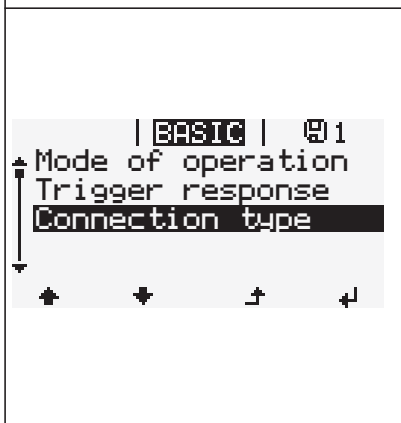 | BASIC | 1
Mode of operation
Trigger response
Connection type